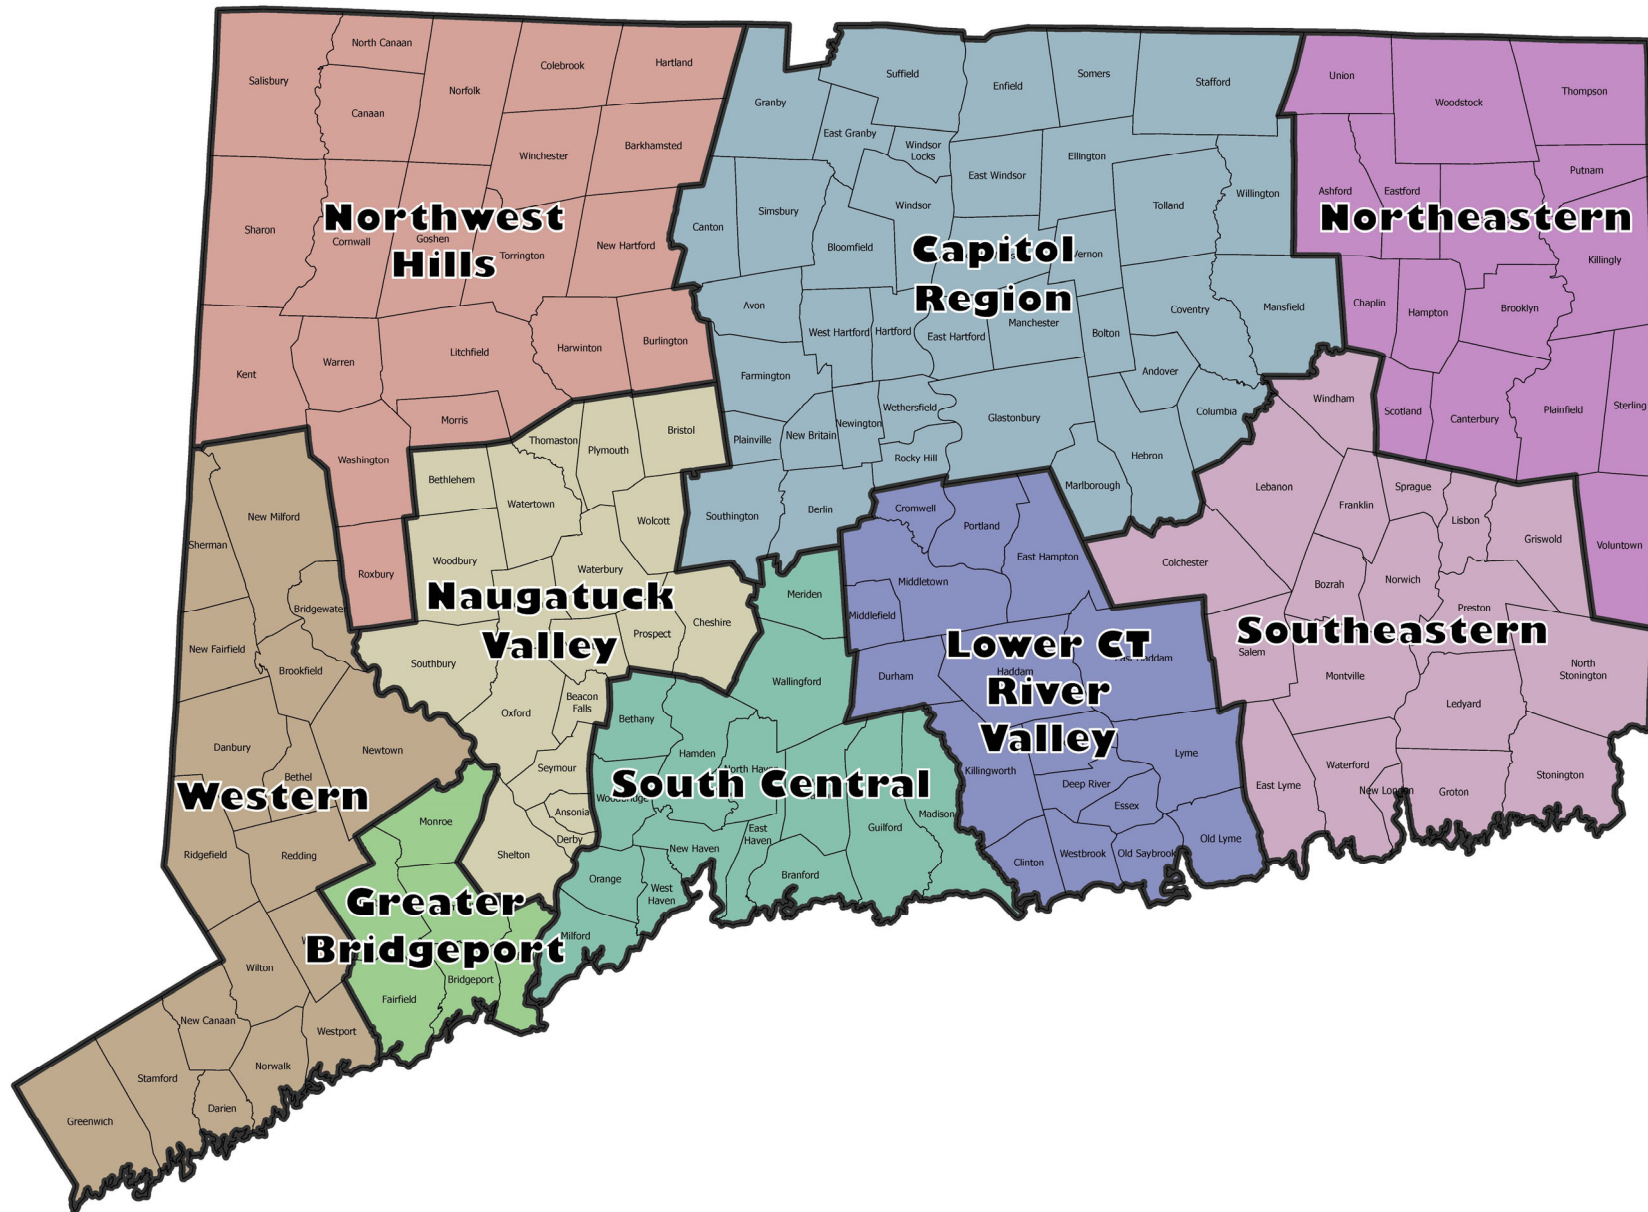 Salisbury
North Canaan
Canaan
Norfolk
Colebrook
Hartland
Winchester
Barkhamsted
Sharon
Cornwall
Goshen
Torrington
New Hartford
Northwest
Hills
Kent
Warren
Litchfield
Harwinton
Burlington
Morris
Washington
Roxbury
Granby
Suffield
Enfield
Somers
Stafford
East Granby
Windsor
Locks
East Windsor
Ellington
Canton
Simsbury
Windsor
Bloomfield
Tolland
Willington
Vernon
Capitol
Region
Avon
West Hartford
Hartford
East Hartford
Manchester
Bolton
Coventry
Mansfield
Farmington
Andover
Columbia
Wethersfield
Newington
Glastonbury
Plainville
New Britain
Rocky Hill
Hebron
Marlborough
Southington
Berlin
Union
Woodstock
Thompson
Putnam
Ashford
Eastford
Northeastern
Killingly
Chaplin
Hampton
Brooklyn
Scotland
Canterbury
Plainfield
Sterling
Voluntown
Thomaston
Plymouth
Bristol
Bethlehem
Watertown
Wolcott
Woodbury
Waterbury
Naugatuck
Valley
Prospect
Cheshire
Southbury
Oxford
Beacon
Falls
Seymour
Ansonia
Derby
Shelton
Sherman
New Milford
Bridgewater
New Fairfield
Brookfield
Danbury
Newtown
Bethel
Western
Ridgefield
Redding
Wilton
New Canaan
Westport
Stamford
Norwalk
Darien
Greenwich
Monroe
Greater
Bridgeport
Fairfield
Bridgeport
Meriden
Wallingford
Bethany
Hamden
North Haven
Woodbridge
South Central
New Haven
East
Haven
Guilford
Madison
Branford
Orange
West
Haven
Milford
Cromwell
Portland
East Hampton
Middletown
Middlefield
Durham
Haddam
East Haddam
Lower CT
River
Valley
Killingworth
Lyme
Deep River
Essex
Clinton
Westbrook
Old Saybrook
Old Lyme
Windham
Lebanon
Franklin
Sprague
Lisbon
Griswold
Colchester
Bozrah
Norwich
Preston
Southeastern
Salem
Montville
North
Stonington
Ledyard
East Lyme
Waterford
New London
Groton
Stonington